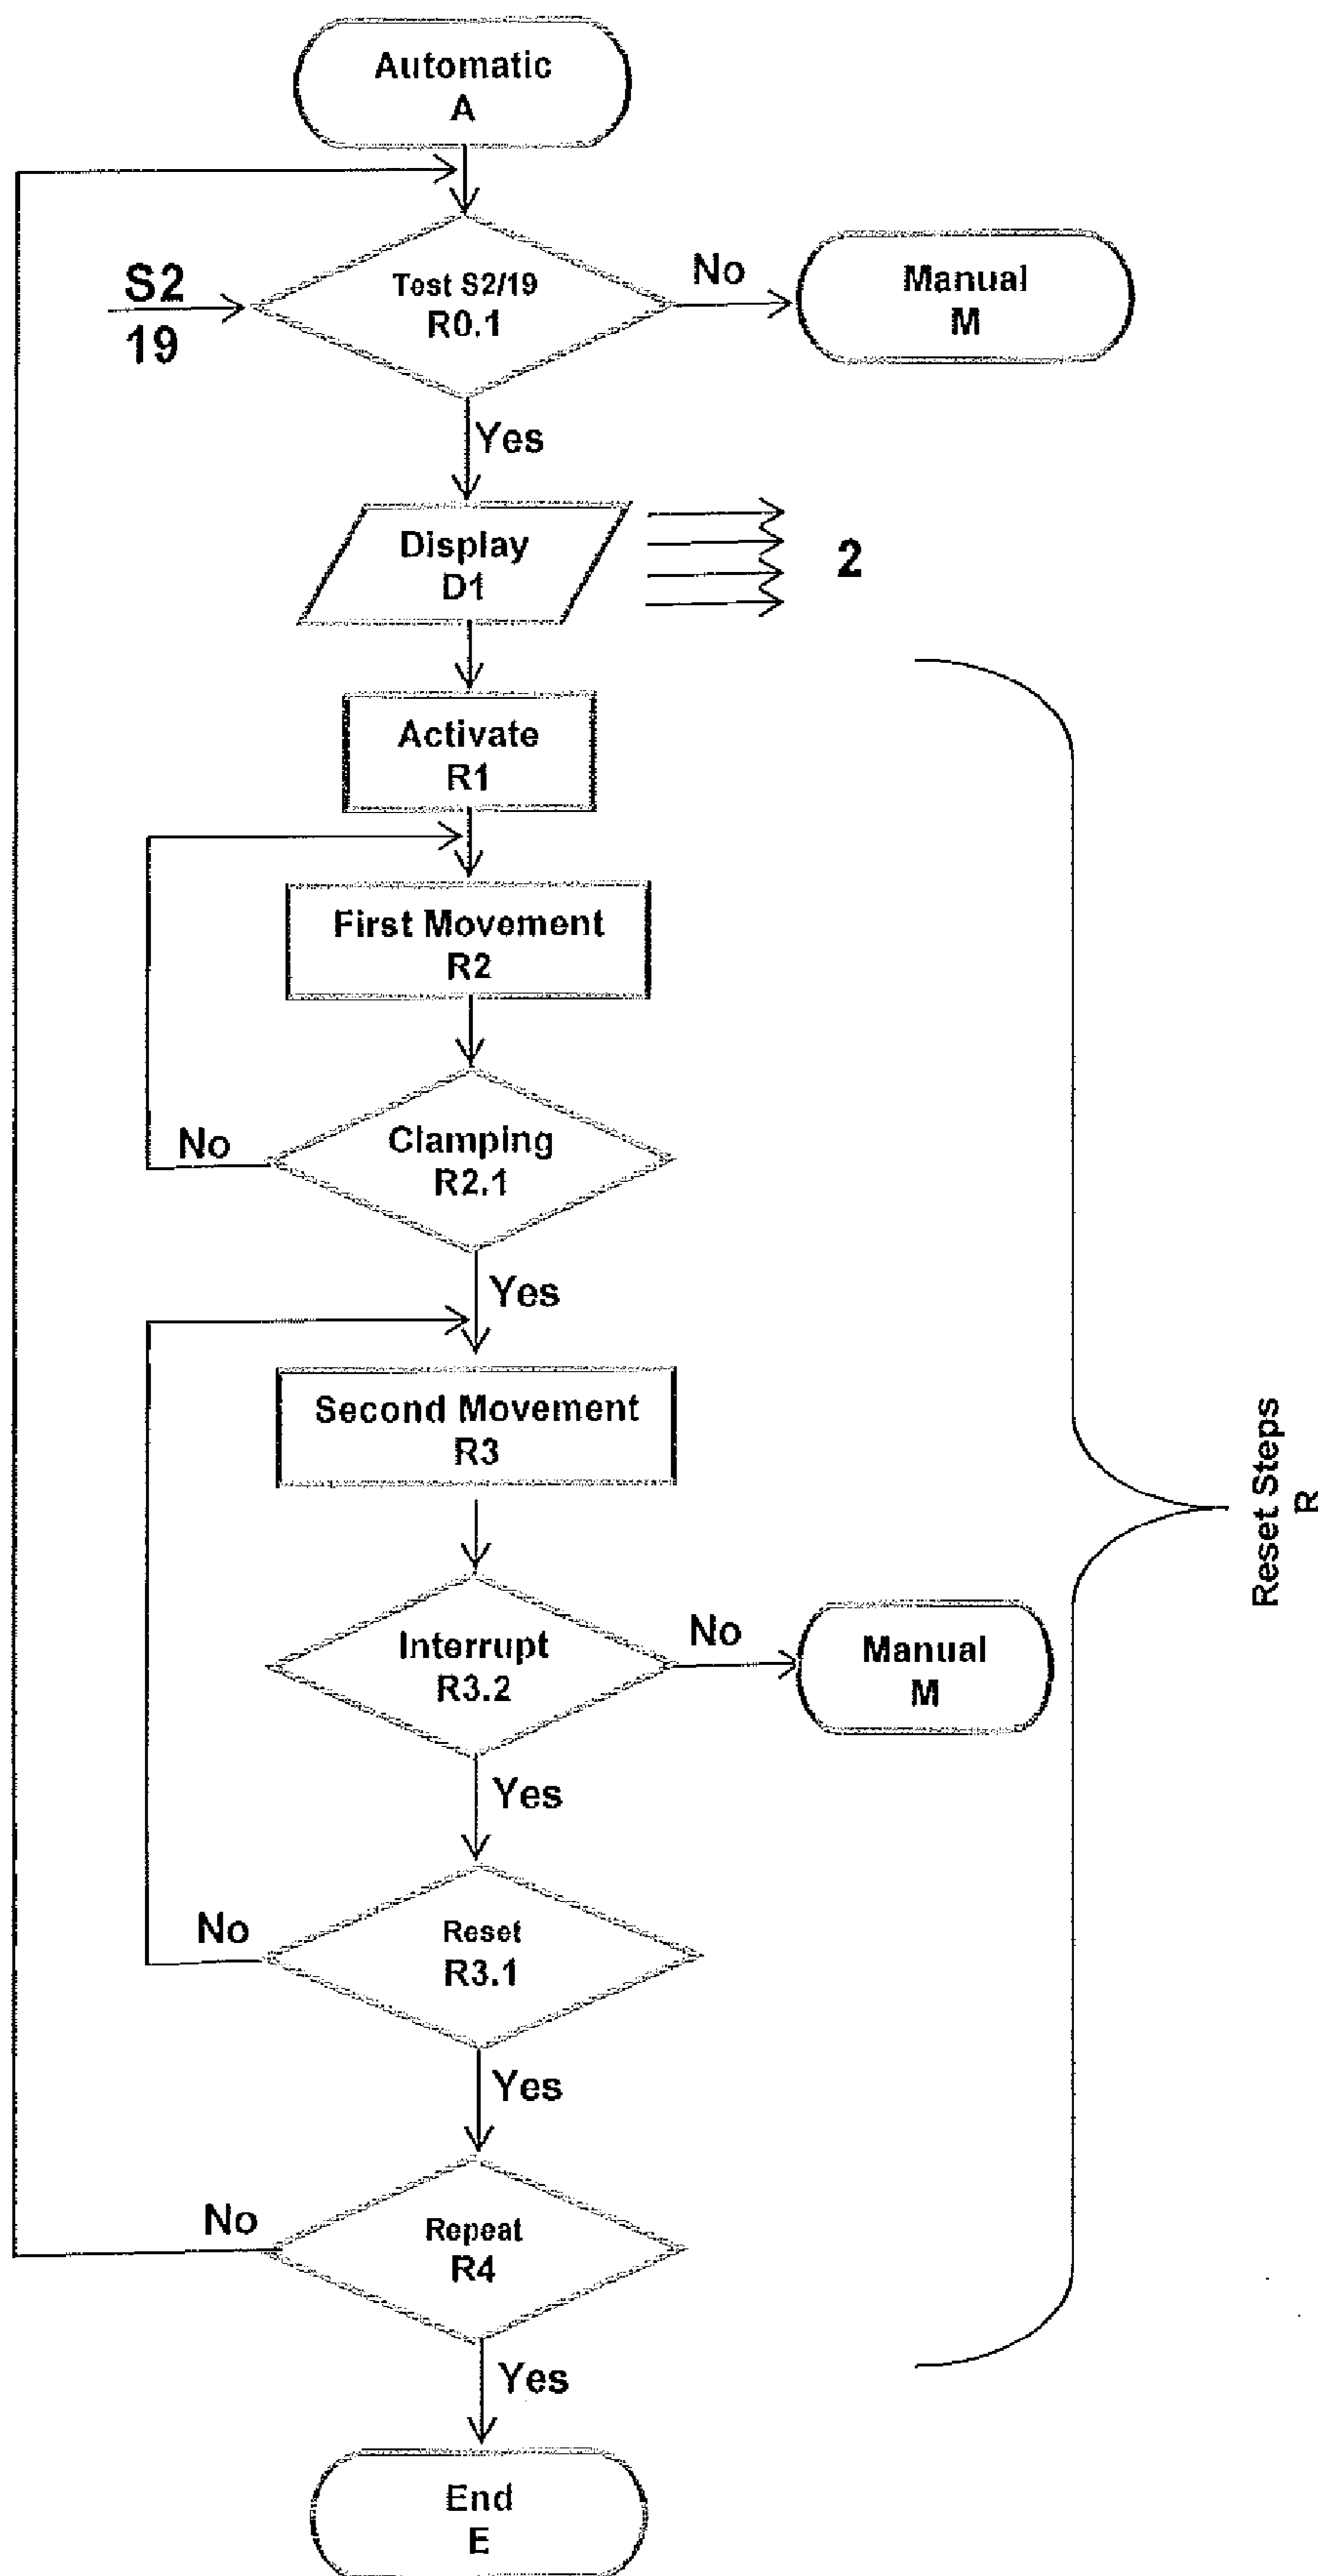 Automatic
A
S2
19
Test S2/19
R0.1
No
Manual
M
Yes
Display
D1
2
Activate
R1
First Movement
R2
Clamping
R2.1
No
Yes
Second Movement
R3
Interrupt
R3.2
No
Manual
M
Yes
Reset
R3.1
No
Yes
Repeat
R4
No
Yes
End
E
Reset Steps
R